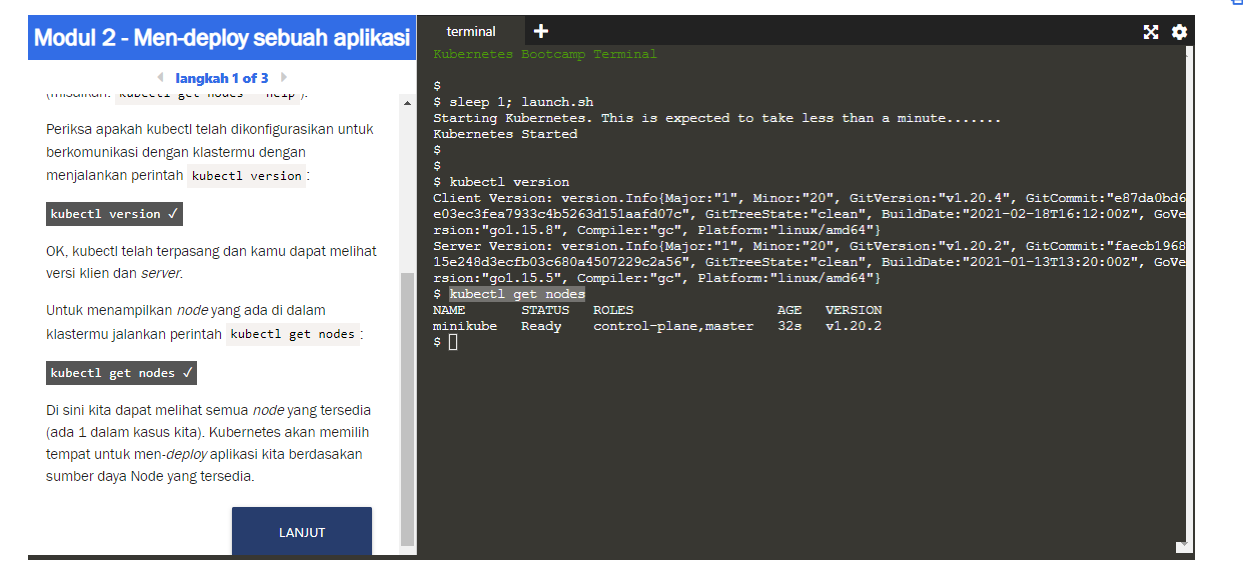 Modul 2 - Men-deploy sebuah aplikasi
langkah 1 of 3
(misalkan: kubectl get nodes --help ).
Periksa apakah kubectl telah dikonfigurasikan untuk
berkomunikasi dengan klastermu dengan
menjalankan perintah kubectl version :
kubectl version ✓
OK, kubectl telah terpasang dan kamu dapat melihat
versi klien dan server.
Untuk menampilkan node yang ada di dalam
klastermu jalankan perintah kubectl get nodes :
kubectl get nodes ✓
Di sini kita dapat melihat semua node yang tersedia
(ada 1 dalam kasus kita). Kubernetes akan memilih
tempat untuk men-deploy aplikasi kita berdasakan
sumber daya Node yang tersedia.
LANJUT
terminal +
Kubernetes Bootcamp Terminal
$
$ sleep 1; launch.sh
Starting Kubernetes. This is expected to take less than a minute.......
Kubernetes Started
$
$
$ kubectl version
Client Version: version.Info{Major:"1", Minor:"20", GitVersion:"v1.20.4", GitCommit:"e87da0bd6
e03ec3fea7933c4b5263d151aafd07c", GitTreeState:"clean", BuildDate:"2021-02-18T16:12:00Z", GoVe
rsion:"go1.15.8", Compiler:"gc", Platform:"linux/amd64"}
Server Version: version.Info{Major:"1", Minor:"20", GitVersion:"v1.20.2", GitCommit:"faecb1968
15e248d3ecfb03c680a4507229c2a56", GitTreeState:"clean", BuildDate:"2021-01-13T13:20:00Z", GoVe
rsion:"go1.15.5", Compiler:"gc", Platform:"linux/amd64"}
$ kubectl get nodes
NAME STATUS ROLES AGE VERSION
minikube Ready control-plane,master 32s v1.20.2
$